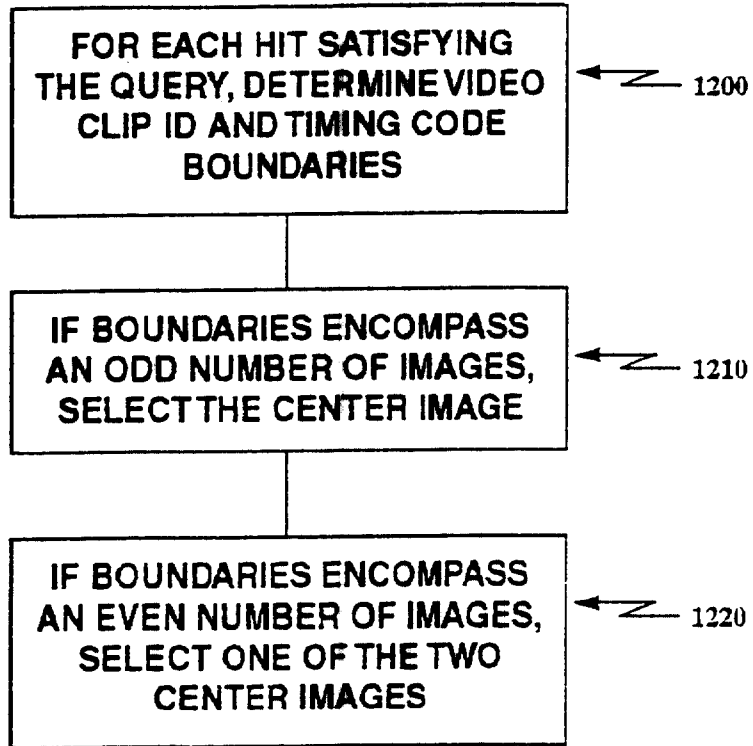 FOR EACH HIT SATISFYING
THE QUERY, DETERMINE VIDEO
CLIP ID AND TIMING CODE
BOUNDARIES
1200
IF BOUNDARIES ENCOMPASS
AN ODD NUMBER OF IMAGES,
SELECT THE CENTER IMAGE
1210
IF BOUNDARIES ENCOMPASS
AN EVEN NUMBER OF IMAGES,
SELECT ONE OF THE TWO
CENTER IMAGES
1220